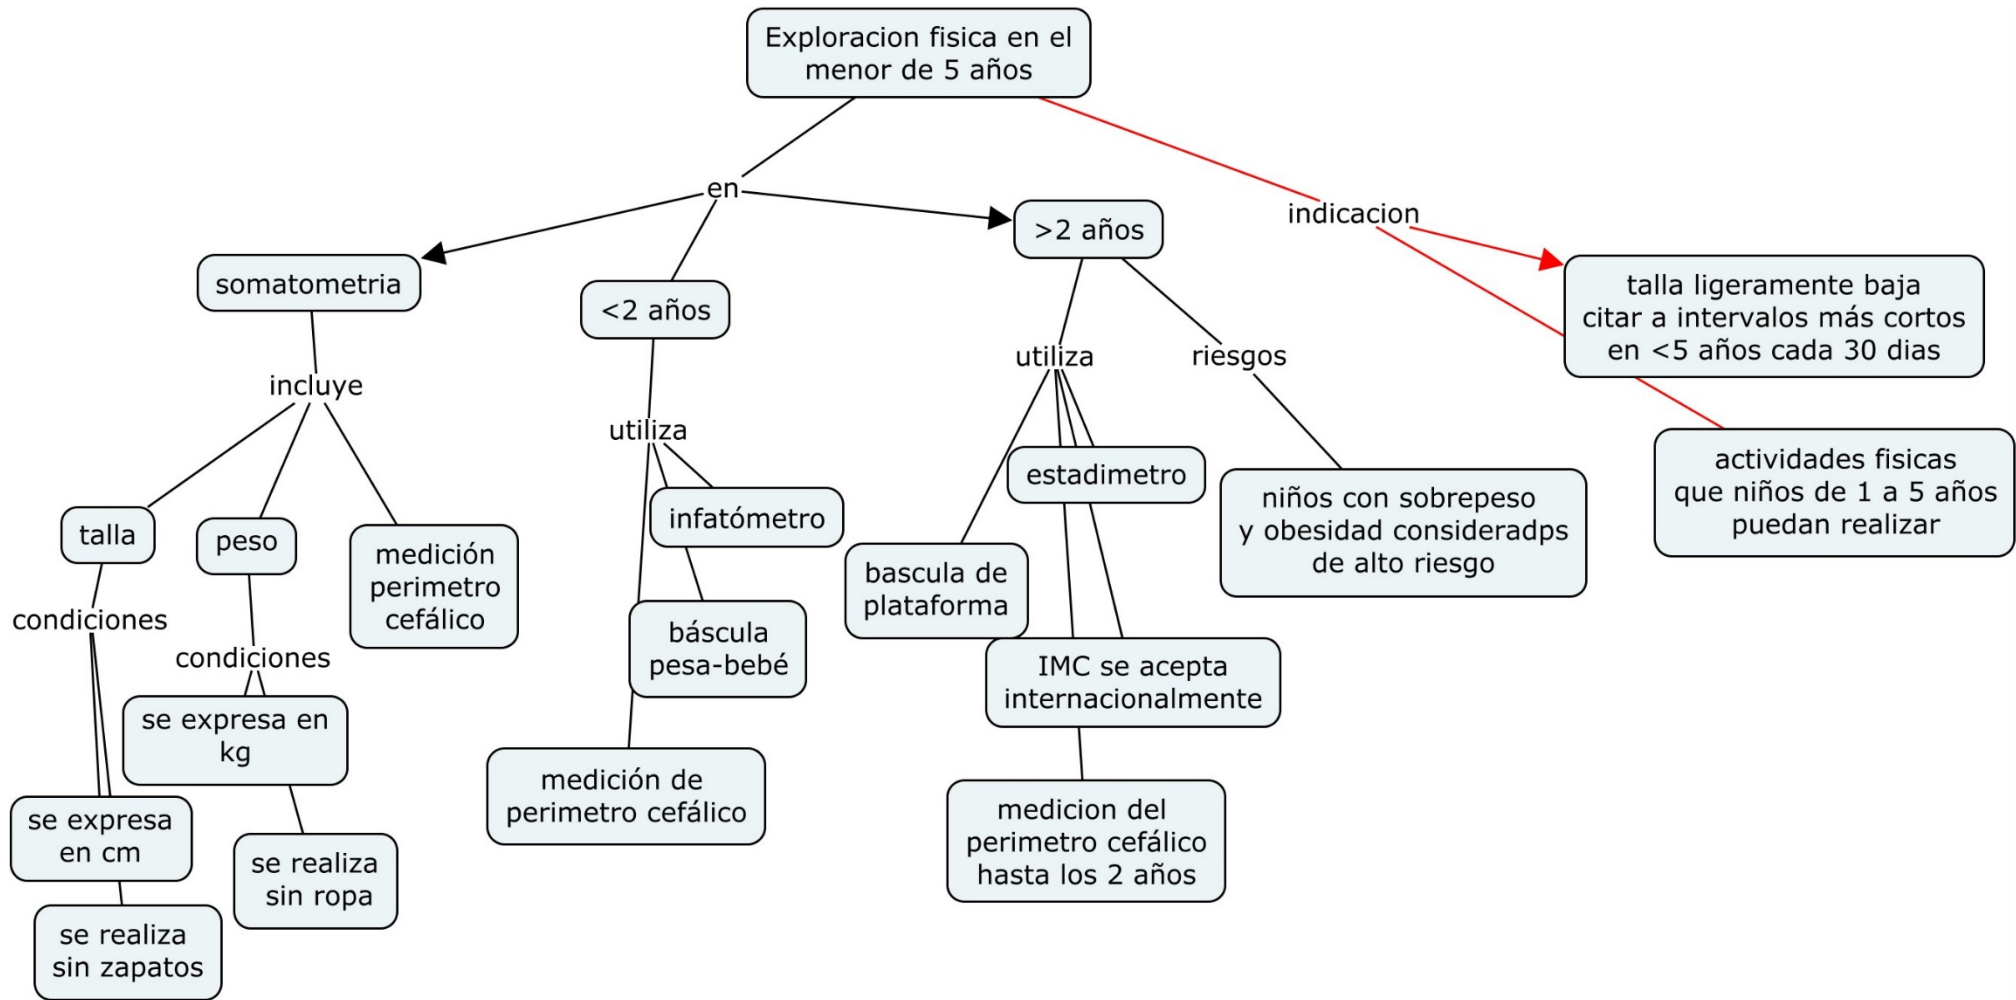 Exploracion fisica en el
menor de 5 años
en
indicacion
somatometria
<2 años
>2 años
talla ligeramente baja
citar a intervalos más cortos
en <5 años cada 30 dias
incluye
utiliza
utiliza
riesgos
actividades fisicas
que niños de 1 a 5 años
puedan realizar
talla
peso
medición
perimetro
cefálico
infatómetro
estadimetro
niños con sobrepeso
y obesidad consideradps
de alto riesgo
condiciones
condiciones
báscula
pesa-bebé
bascula de
plataforma
IMC se acepta
internacionalmente
se expresa en
kg
medición de
perimetro cefálico
medicion del
perimetro cefálico
hasta los 2 años
se expresa
en cm
se realiza
sin ropa
se realiza
sin zapatos